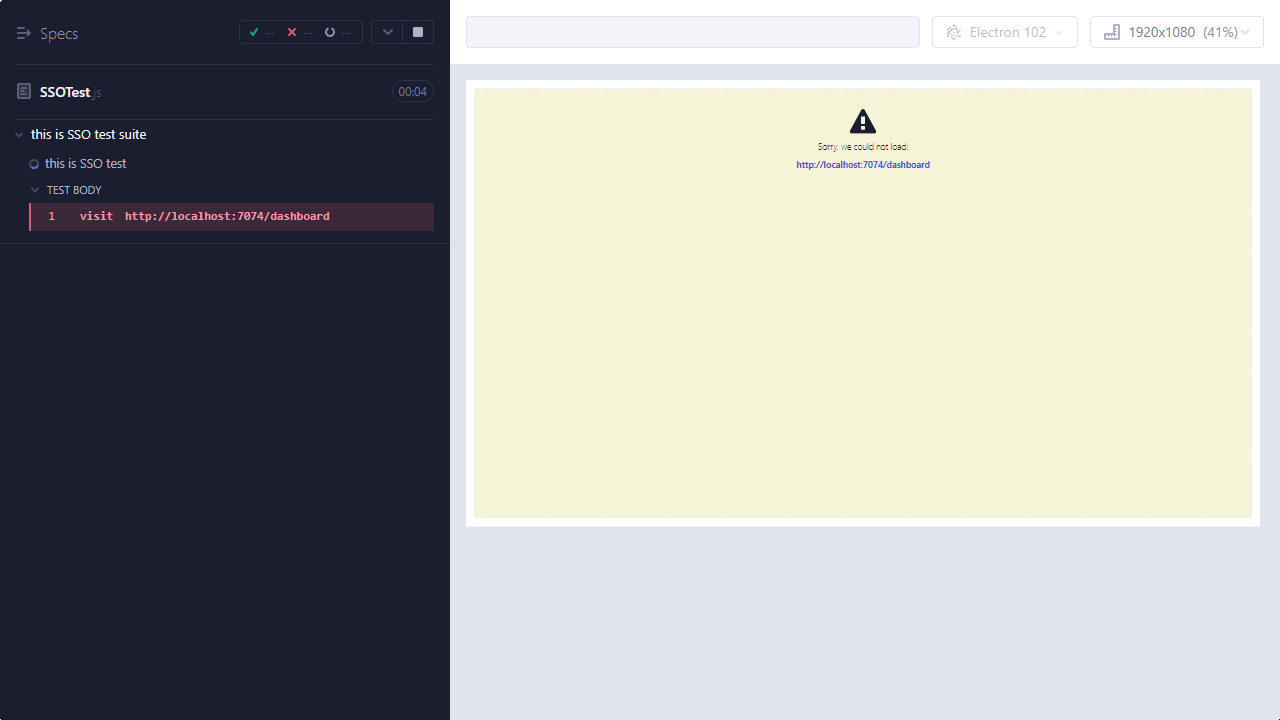 Specs
-- -- --
SSOTest.js
00:04
this is SSO test suite
this is SSO test
TEST BODY
1 visit http://localhost:7074/dashboard
Electron 102
1920x1080 (41%)
Sorry, we could not load:
http://localhost:7074/dashboard